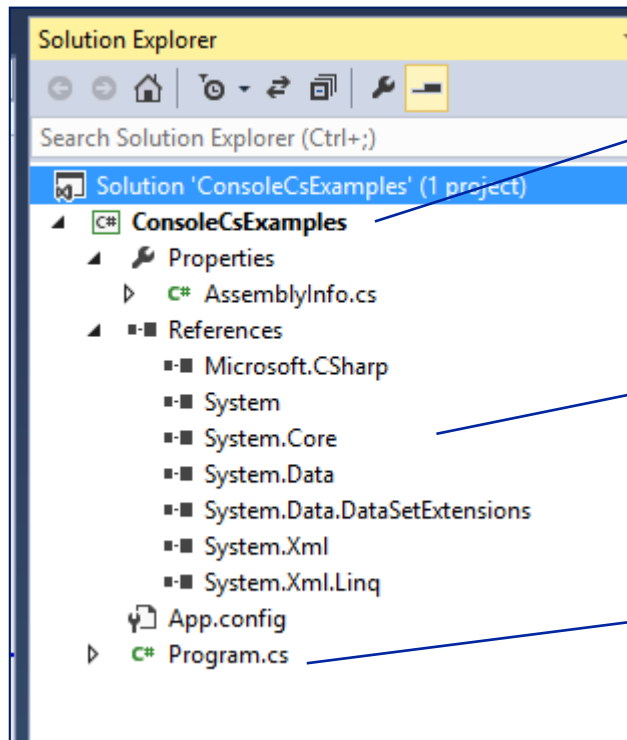 Solution Explorer
Search Solution Explorer (Ctrl+;)
Solution 'ConsoleCsExamples' (1 project)
C# ConsoleCsExamples
Properties
C# AssemblyInfo.cs
References
Microsoft.CSharp
System
System.Core
System.Data
System.Data.DataSetExtensions
System.Xml
System.Xml.Linq
App.config
C# Program.cs